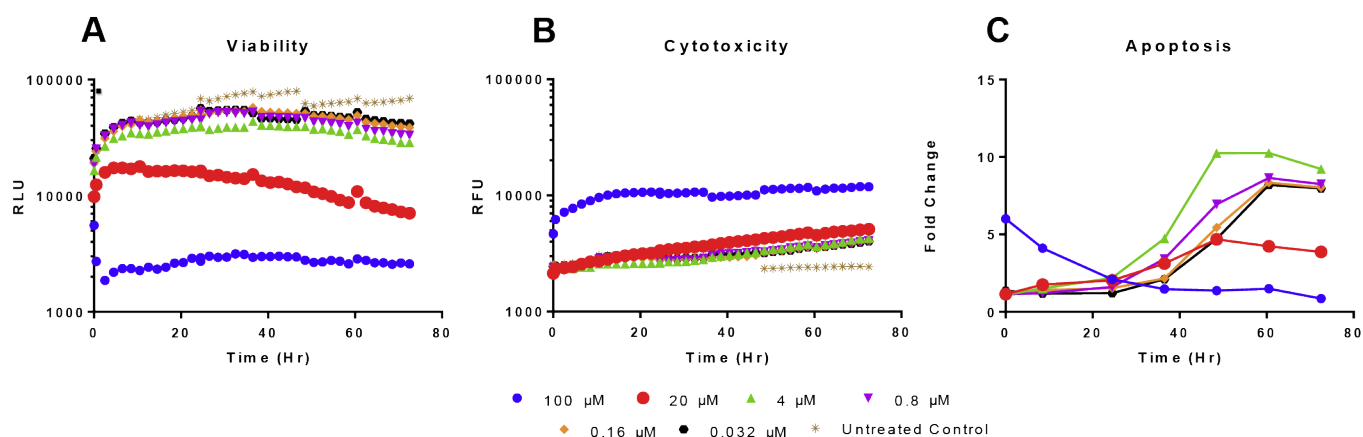 A
Viability
100000
10000
1000
RLU
0
20
40
60
80
Time (Hr)
B
Cytotoxicity
100000
10000
1000
RFU
0
20
40
60
80
Time (Hr)
C
Apoptosis
15
10
5
0
Fold Change
0
20
40
60
80
Time (Hr)
100 µM
20 µM
4 µM
0.8 µM
0.16 µM
0.032 µM
Untreated Control